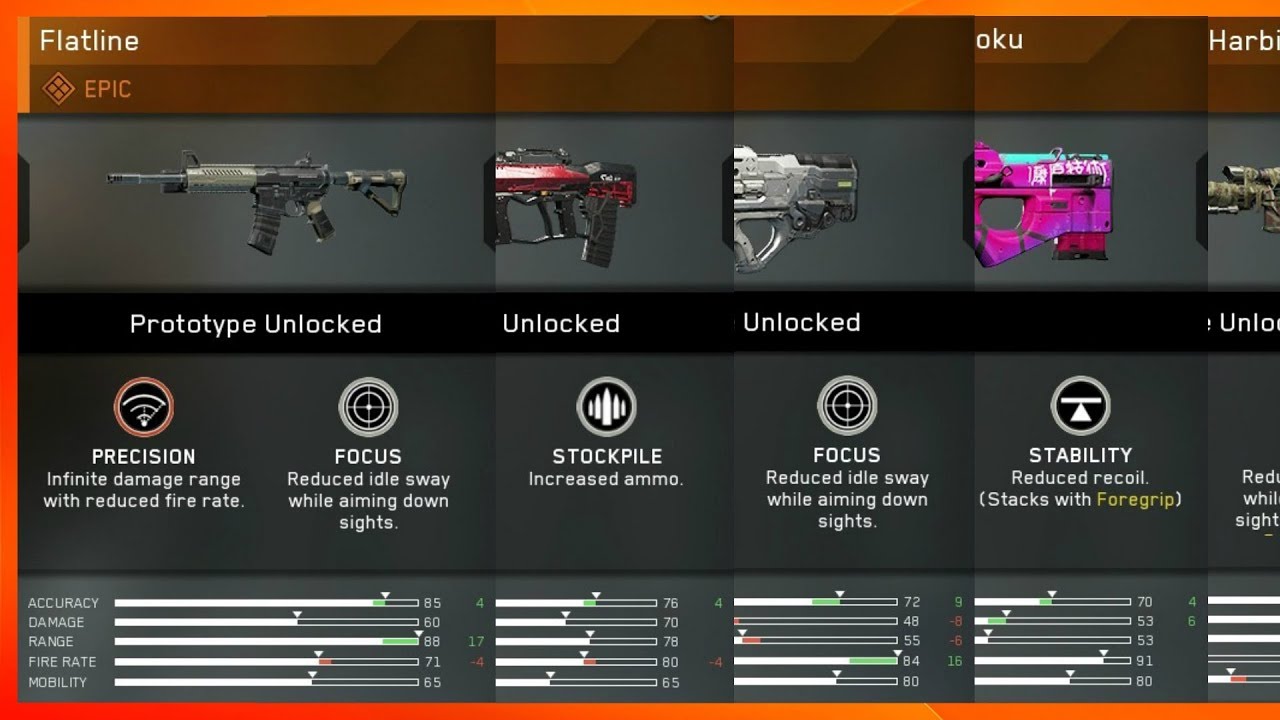 Flatline
EPIC
Prototype Unlocked
PRECISION
Infinite damage range
with reduced fire rate.
FOCUS
Reduced idle sway
while aiming down
sights.
ACCURACY 85 4
DAMAGE 60
RANGE 88 17
FIRE RATE 71 -4
MOBILITY 65
Unlocked
STOCKPILE
Increased ammo.
76 4
70
78
80 -4
65
Unlocked
FOCUS
Reduced idle sway
while aiming down
sights.
72 9
48 -8
55 -6
84 16
80
oku
STABILITY
Reduced recoil.
(Stacks with Foregrip)
70 4
53 6
53
91
80
Harbi
e Unlo
Redu
whil
sight